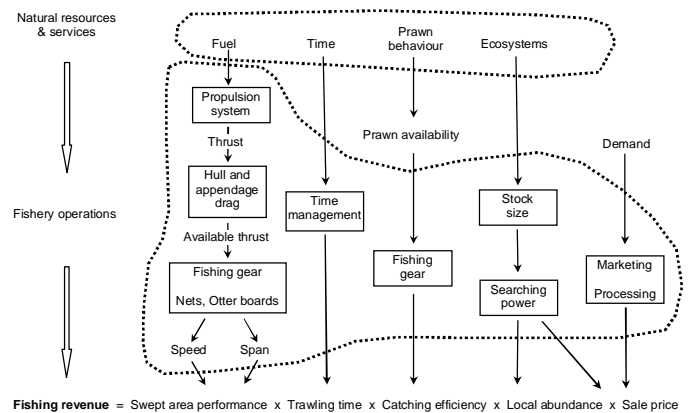 Natural resources
& services
Fuel
Time
Prawn
behaviour
Ecosystems
Propulsion
system
Prawn availability
Thrust
Demand
Hull and
appendage
drag
Time
management
Stock
size
Fishery operations
Available thrust
Fishing gear
Nets, Otter boards
Fishing
gear
Marketing
Processing
Searching
power
Speed
Span
Fishing revenue = Swept area performance x Trawling time x Catching efficiency x Local abundance x Sale price